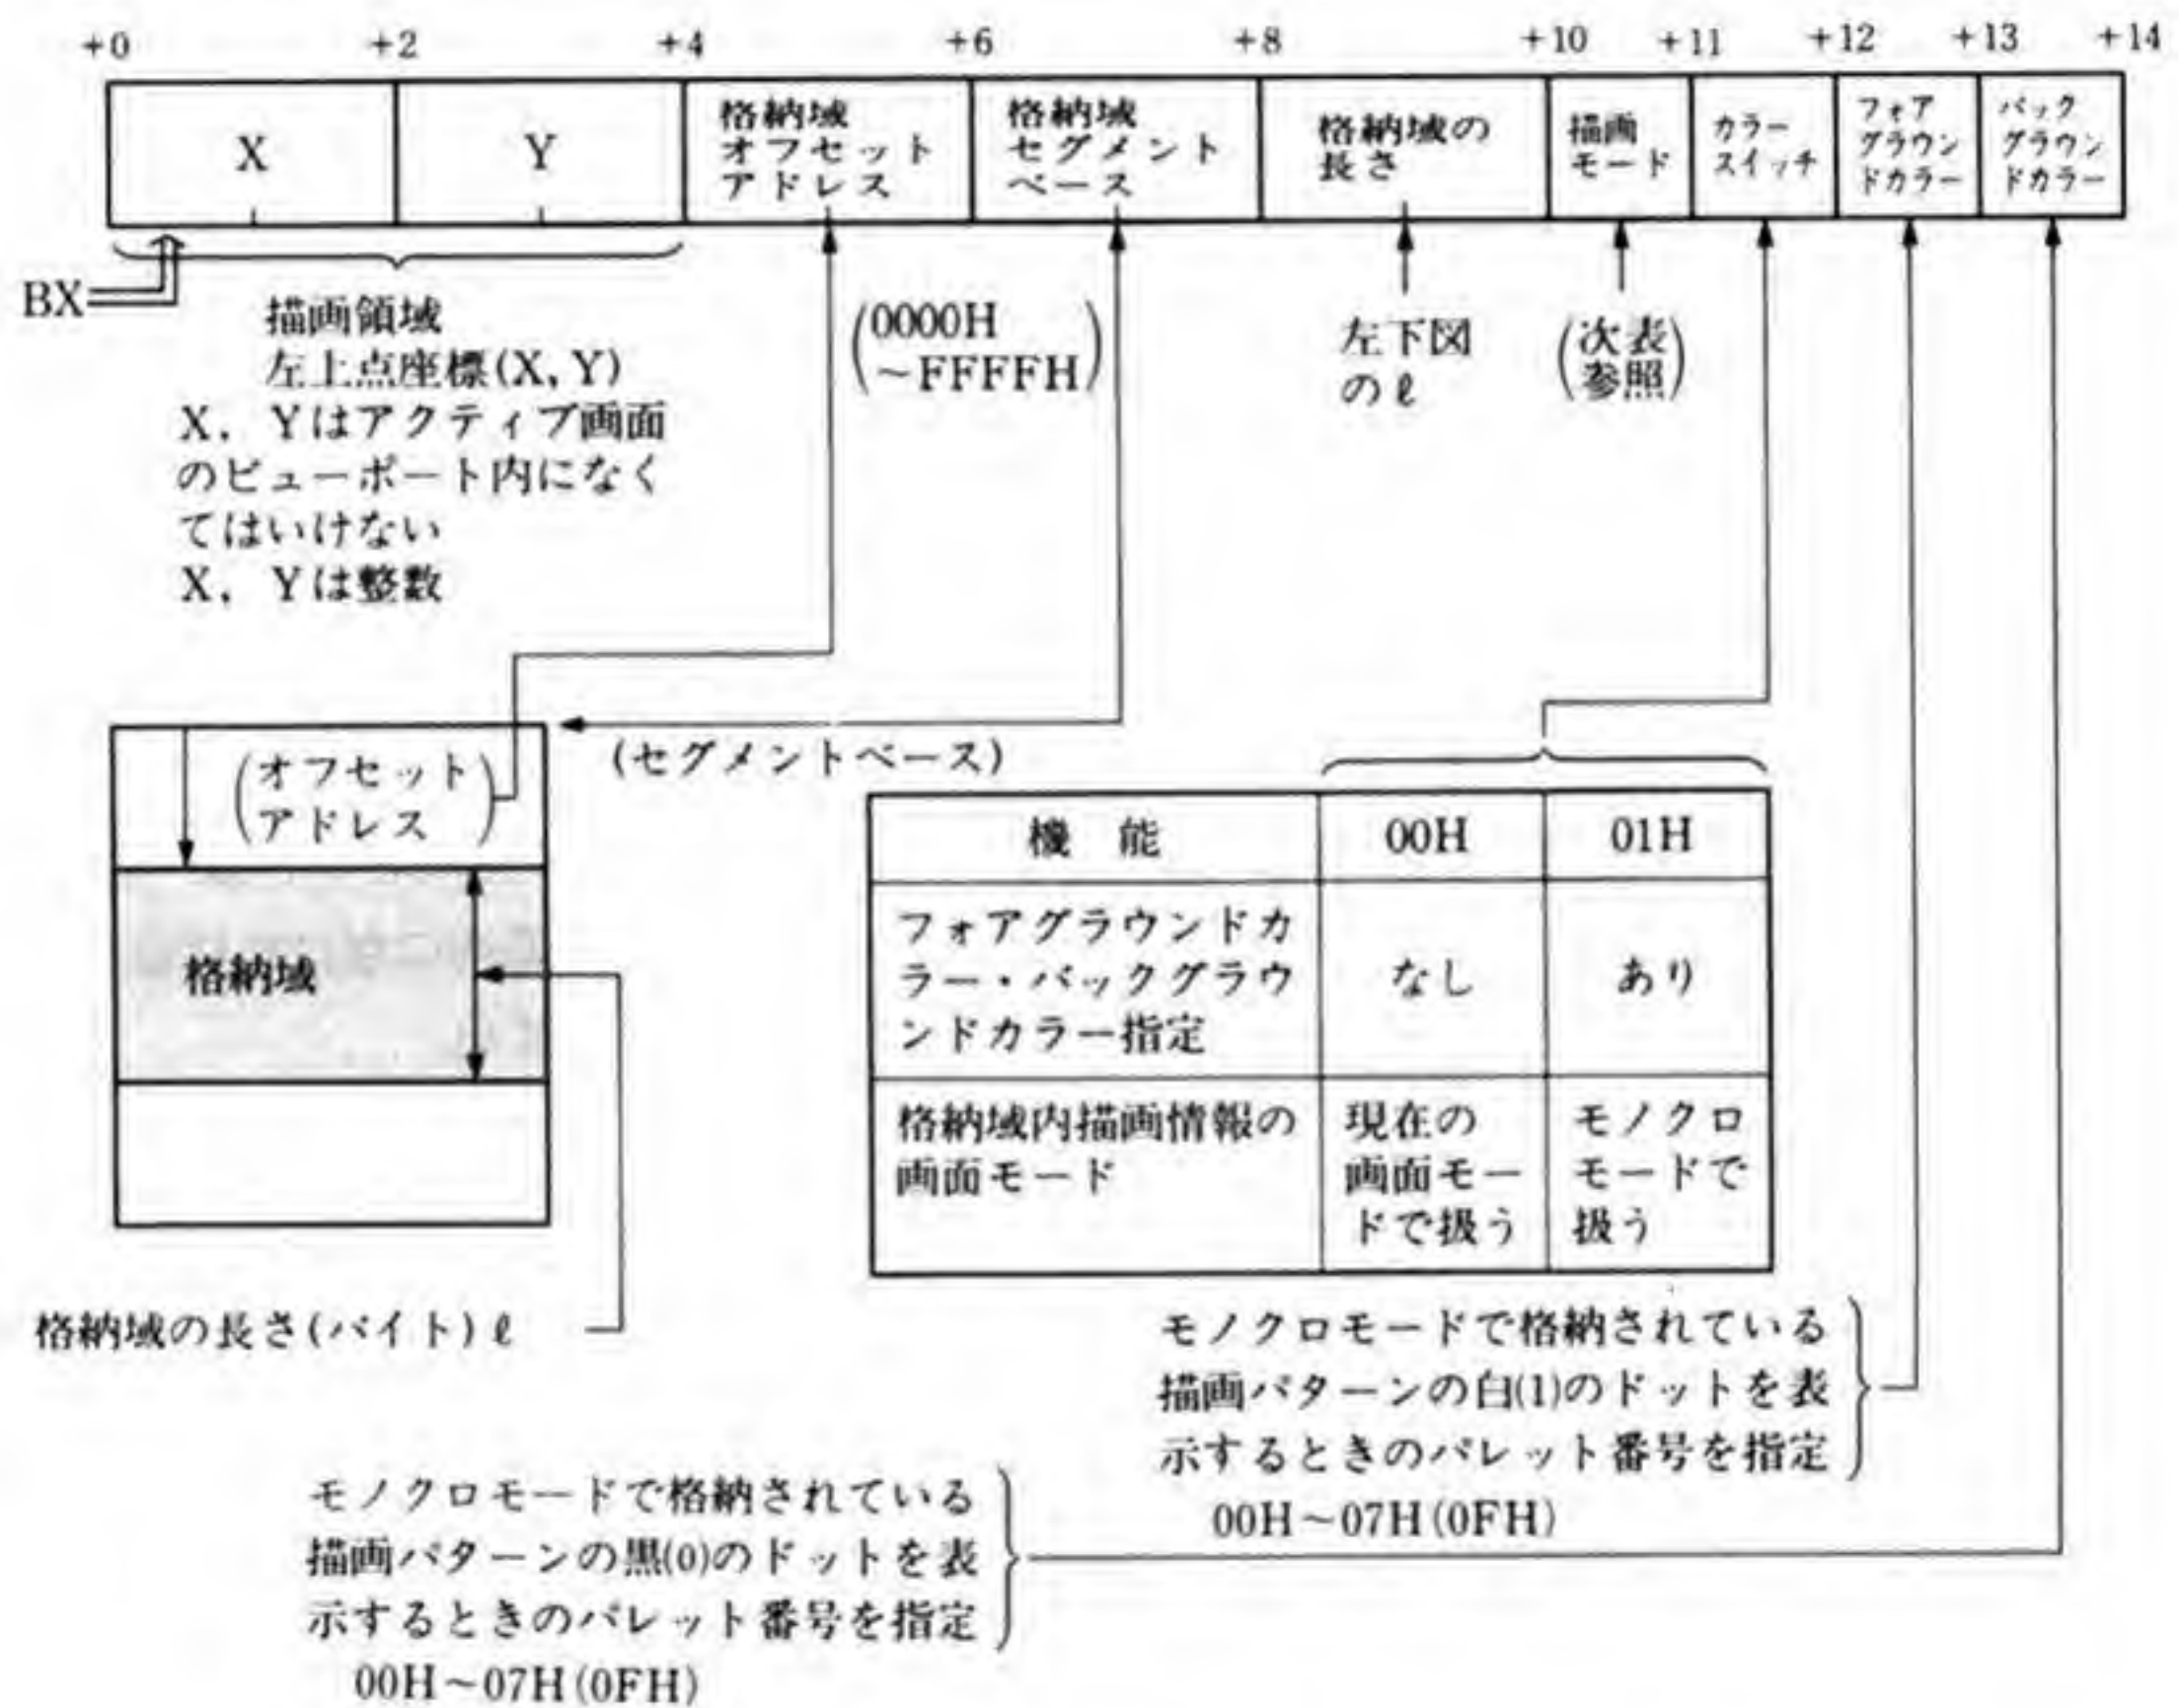 +0 +2 +4 +6 +8 +10 +11 +12 +13 +14
X
Y
格納域
オフセット
アドレス
格納域
セグメント
ベース
格納域の
長さ
描画
モード
カラー
スイッチ
フォア
グラウン
ドカラー
バック
グラウン
ドカラー
BX
描画領域
左上点座標(X, Y)
X, Yはアクティブ画面
のビューポート内になく
てはいけない
X, Yは整数
(0000H
~FFFFH)
左下図
のℓ
(次表
参照)
(オフセット
アドレス)
(セグメントベース)
格納域
格納域の長さ(バイト)ℓ
機 能 00H 01H
フォアグラウンドカ
ラー・バックグラウ
ンドカラー指定
なし
あり
格納域内描画情報の
画面モード
現在の
画面モー
ドで扱う
モノクロ
モードで
扱う
モノクロモードで格納されている
描画パターンの白(1)のドットを表
示するときのパレット番号を指定
00H~07H(0FH)
モノクロモードで格納されている
描画パターンの黒(0)のドットを表
示するときのパレット番号を指定
00H~07H(0FH)